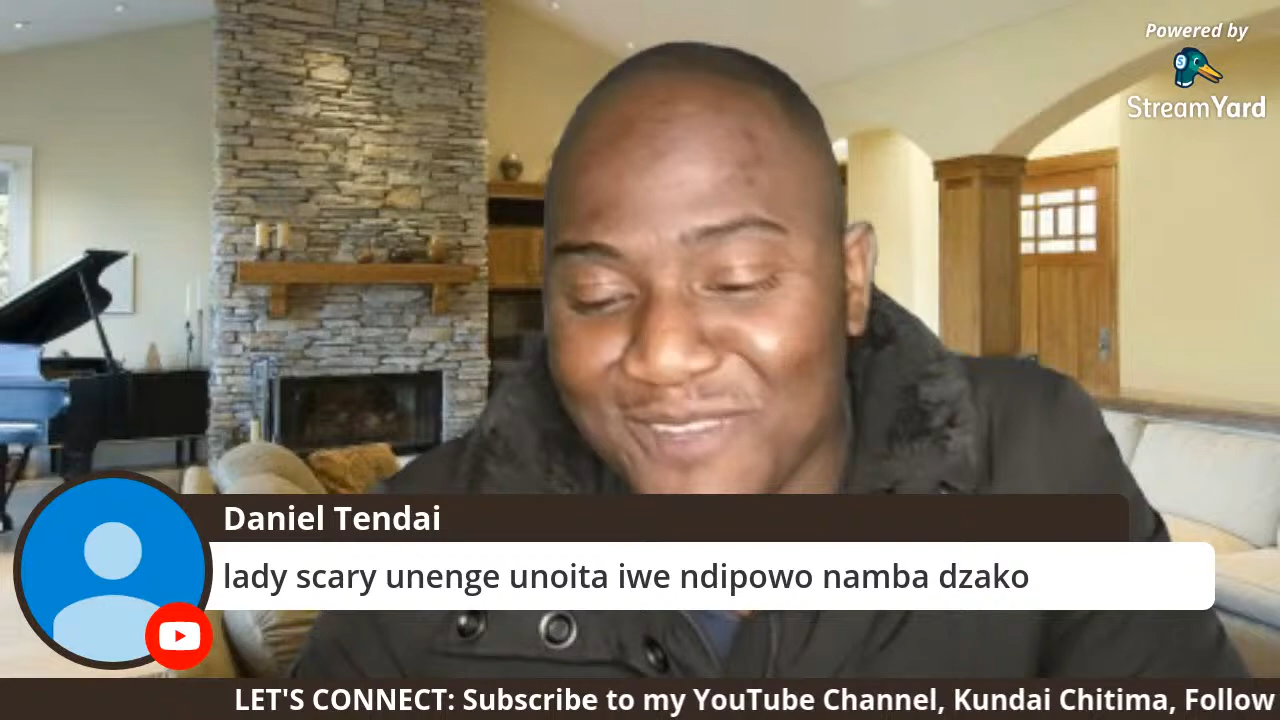 Powered by
StreamYard
Daniel Tendai
lady scary unenge unoita iwe ndipowo namba dzako
LET'S CONNECT: Subscribe to my YouTube Channel, Kundai Chitima, Follow